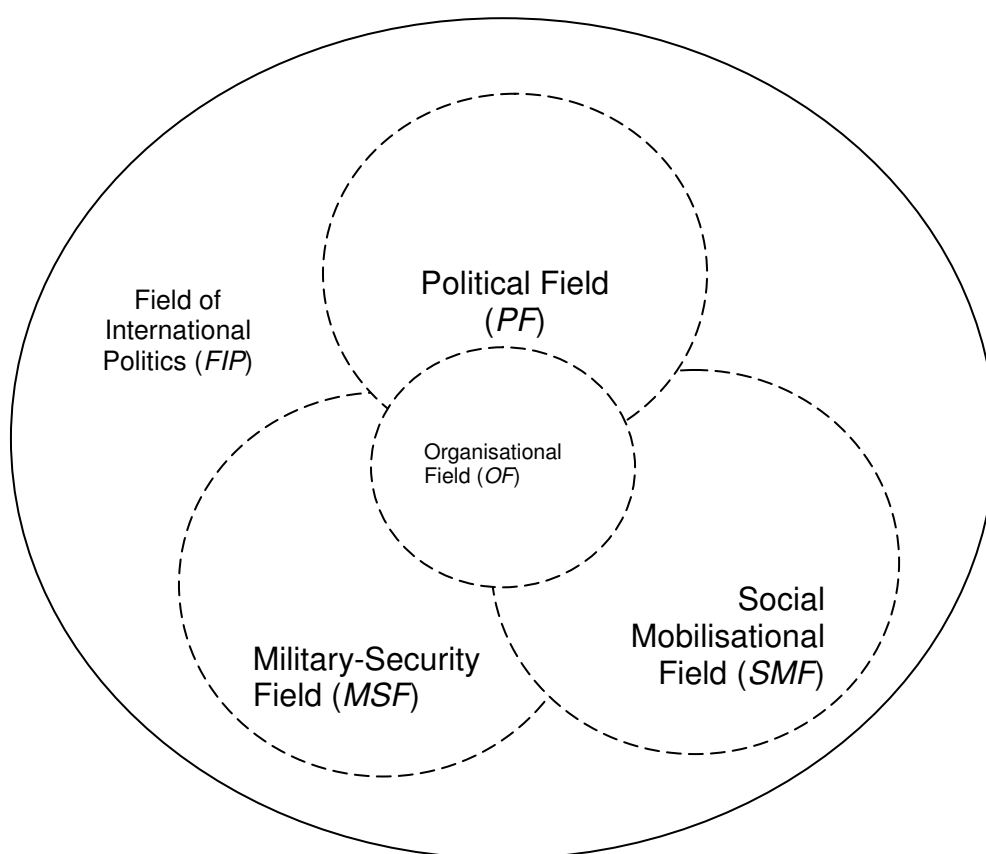 Political Field
(PF)
Field of
International
Politics (FIP)
Organisational
Field (OF)
Social
Mobilisational
Field (SMF)
Military-Security
Field (MSF)